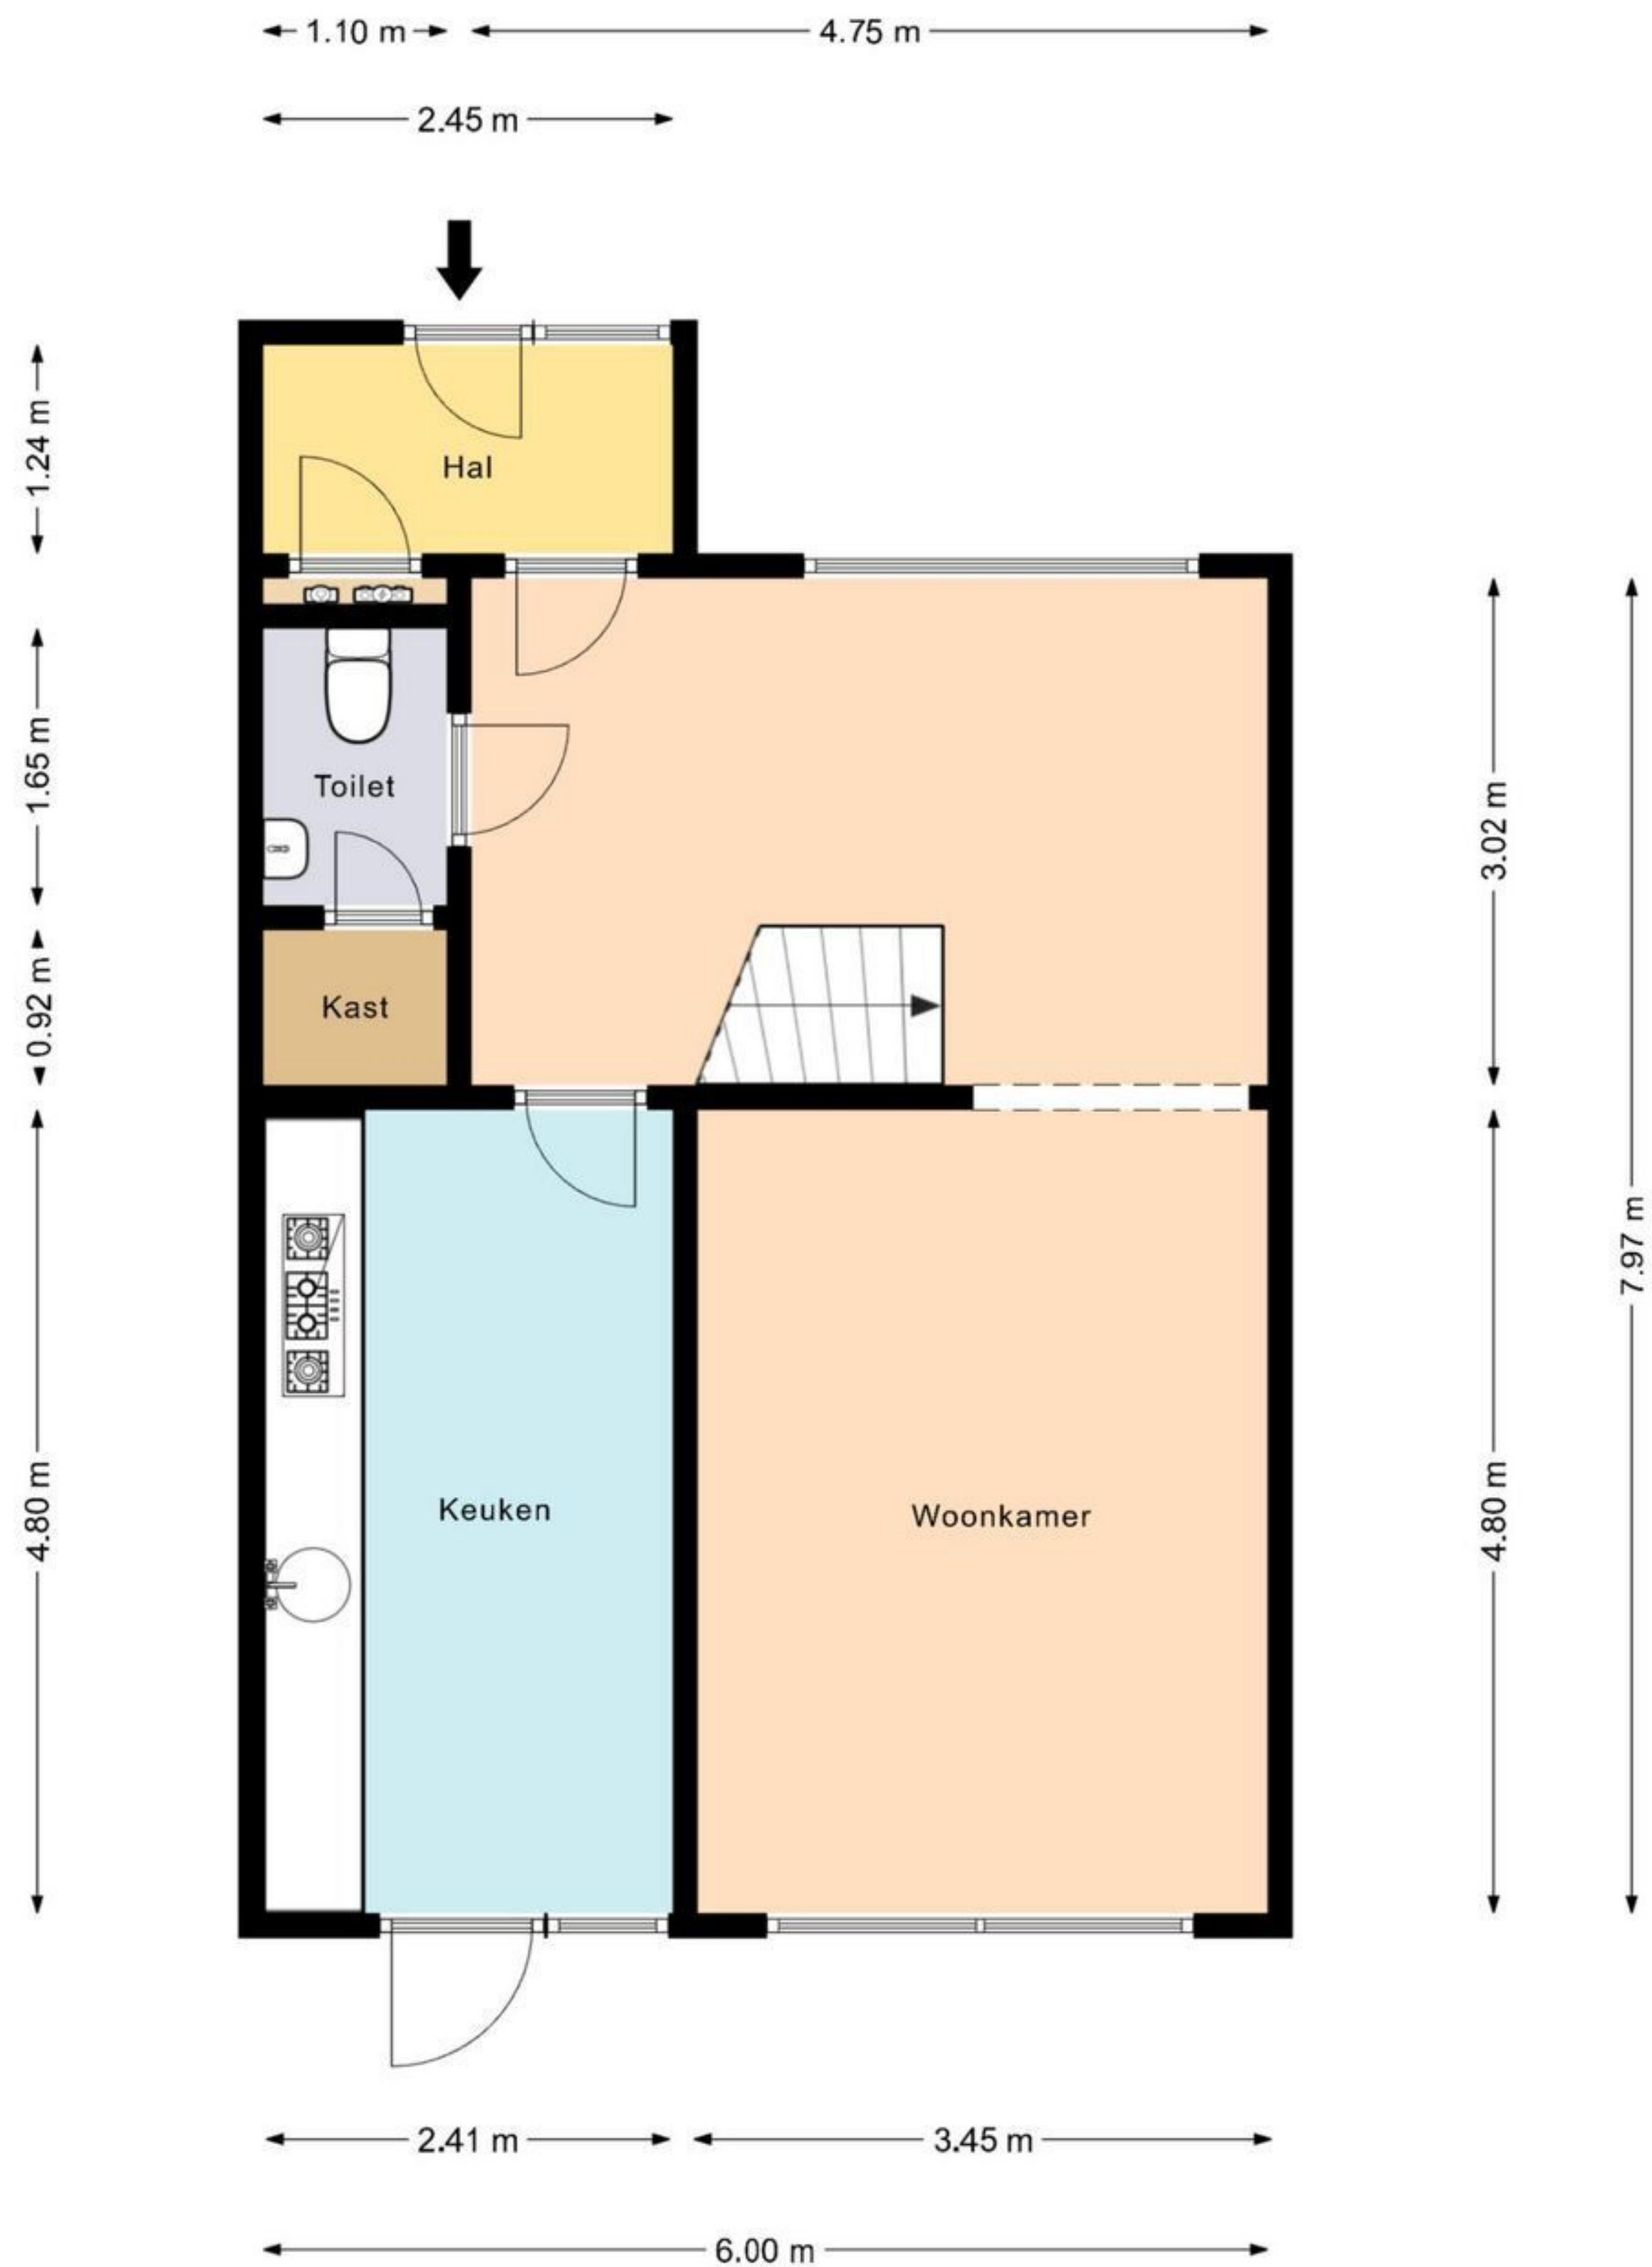 1.10 m
4.75 m
2.45 m
1.24 m
Hal
1.65 m
Toilet
3.02 m
0.92 m
Kast
7.97 m
4.80 m
Keuken
Woonkamer
4.80 m
2.41 m
3.45 m
6.00 m